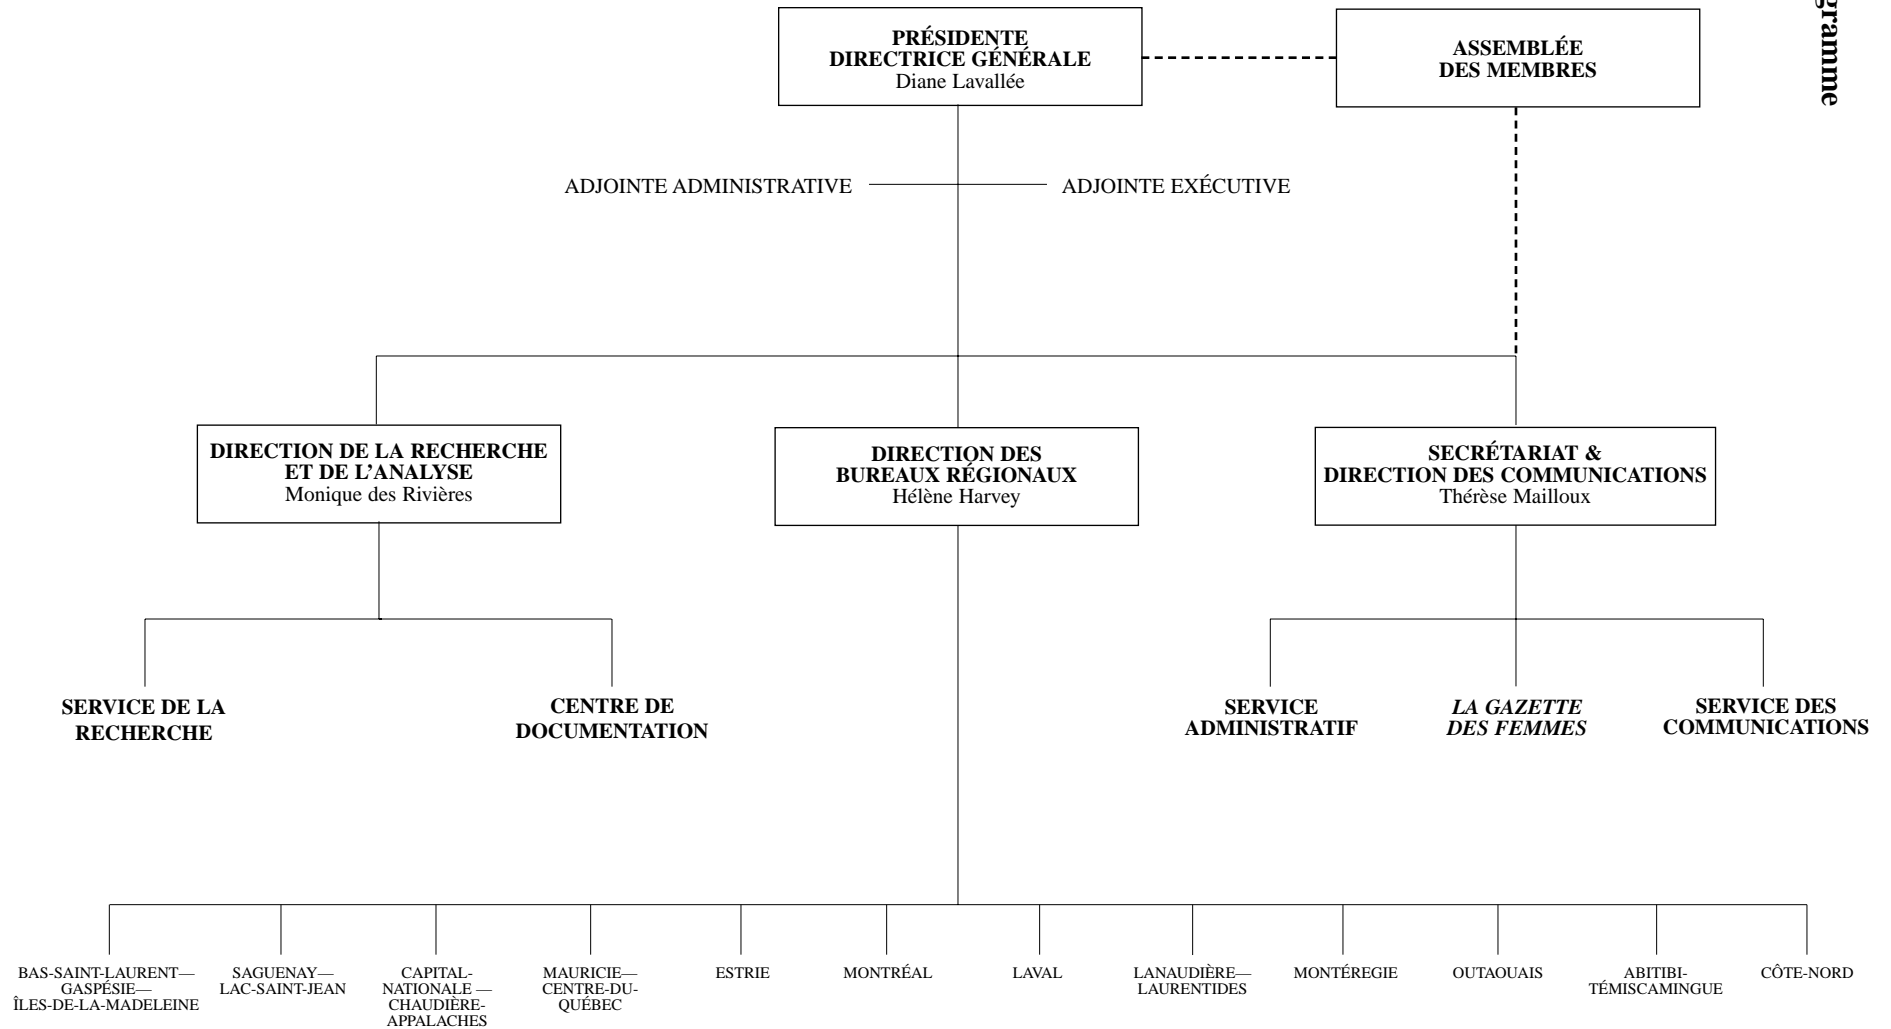 PRÉSIDENTE
DIRECTRICE GÉNÉRALE
Diane Lavallée
ASSEMBLÉE
DES MEMBRES
gramme
ADJOINTE ADMINISTRATIVE
ADJOINTE EXÉCUTIVE
DIRECTION DE LA RECHERCHE
ET DE L'ANALYSE
Monique des Rivières
DIRECTION DES
BUREAUX RÉGIONAUX
Hélène Harvey
SECRÉTARIAT &
DIRECTION DES COMMUNICATIONS
Thérèse Mailloux
SERVICE DE LA
RECHERCHE
CENTRE DE
DOCUMENTATION
SERVICE
ADMINISTRATIF
LA GAZETTE
DES FEMMES
SERVICE DES
COMMUNICATIONS
BAS-SAINT-LAURENT—
GASPÉSIE—
ÎLES-DE-LA-MADELEINE
SAGUENAY—
LAC-SAINT-JEAN
CAPITAL-
NATIONALE —
CHAUDIÈRE-
APPALACHES
MAURICIE—
CENTRE-DU-
QUÉBEC
ESTRIE
MONTRÉAL
LAVAL
LANAUDIÈRE—
LAURENTIDES
MONTÉREGIE
OUTAOUAIS
ABITIBI-
TÉMISCAMINGUE
CÔTE-NORD